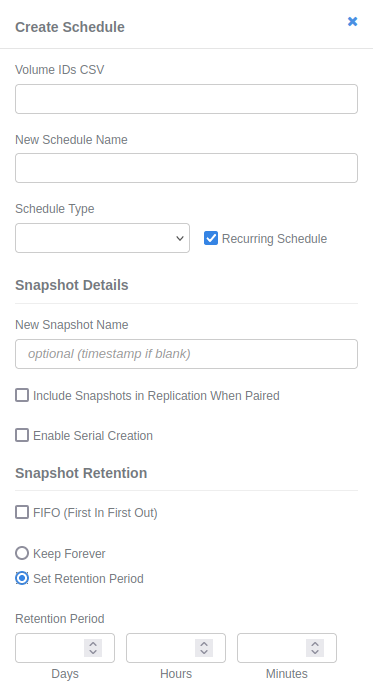 Create Schedule
Volume IDs CSV
New Schedule Name
Schedule Type
Recurring Schedule
Snapshot Details
New Snapshot Name
optional (timestamp if blank)
Include Snapshots in Replication When Paired
Enable Serial Creation
Snapshot Retention
FIFO (First In First Out)
Keep Forever
Set Retention Period
Retention Period
Days Hours Minutes